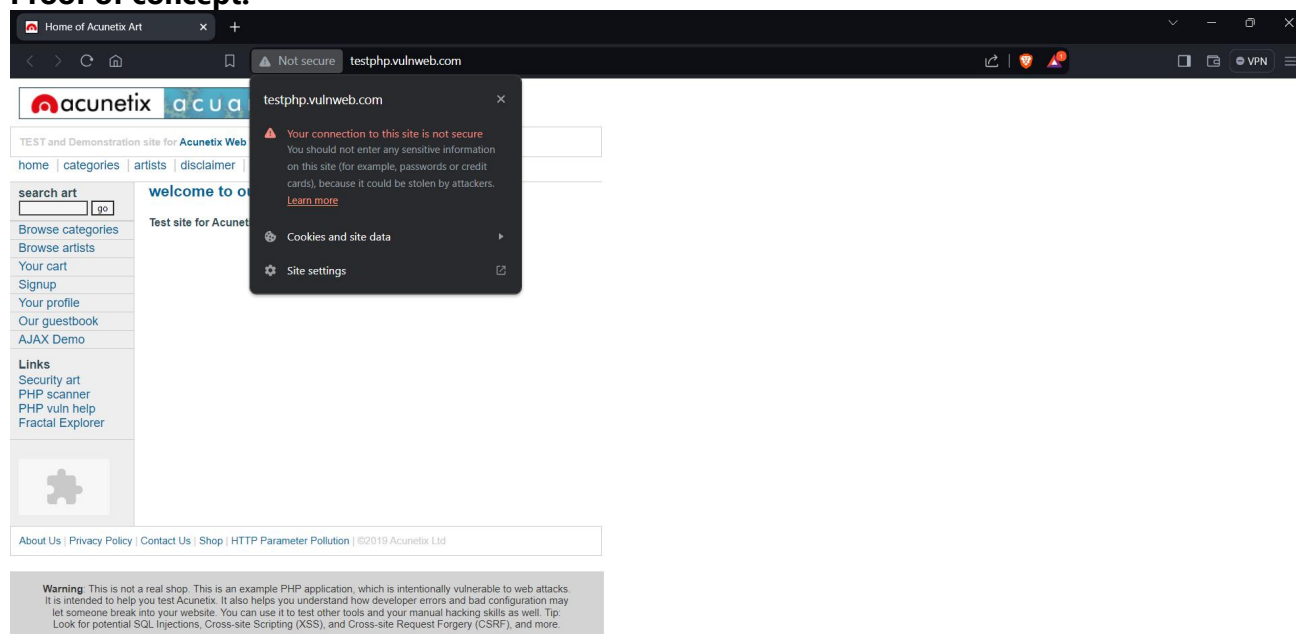 Proof of concept:
Home of Acunetix Art
Not secure testphp.vulnweb.com
VPN
acunetix acua
testphp.vulnweb.com
Your connection to this site is not secure
You should not enter any sensitive information
on this site (for example, passwords or credit
cards), because it could be stolen by attackers.
Learn more
Cookies and site data
Site settings
TEST and Demonstration site for Acunetix Web
home | categories | artists | disclaimer |
search art
go
Browse categories
Browse artists
Your cart
Signup
Your profile
Our guestbook
AJAX Demo
Links
Security art
PHP scanner
PHP vuln help
Fractal Explorer
welcome to ou
Test site for Acunet
About Us | Privacy Policy | Contact Us | Shop | HTTP Parameter Pollution | ©2019 Acunetix Ltd
Warning: This is not a real shop. This is an example PHP application, which is intentionally vulnerable to web attacks.
It is intended to help you test Acunetix. It also helps you understand how developer errors and bad configuration may
let someone break into your website. You can use it to test other tools and your manual hacking skills as well. Tip:
Look for potential SQL Injections, Cross-site Scripting (XSS), and Cross-site Request Forgery (CSRF), and more.